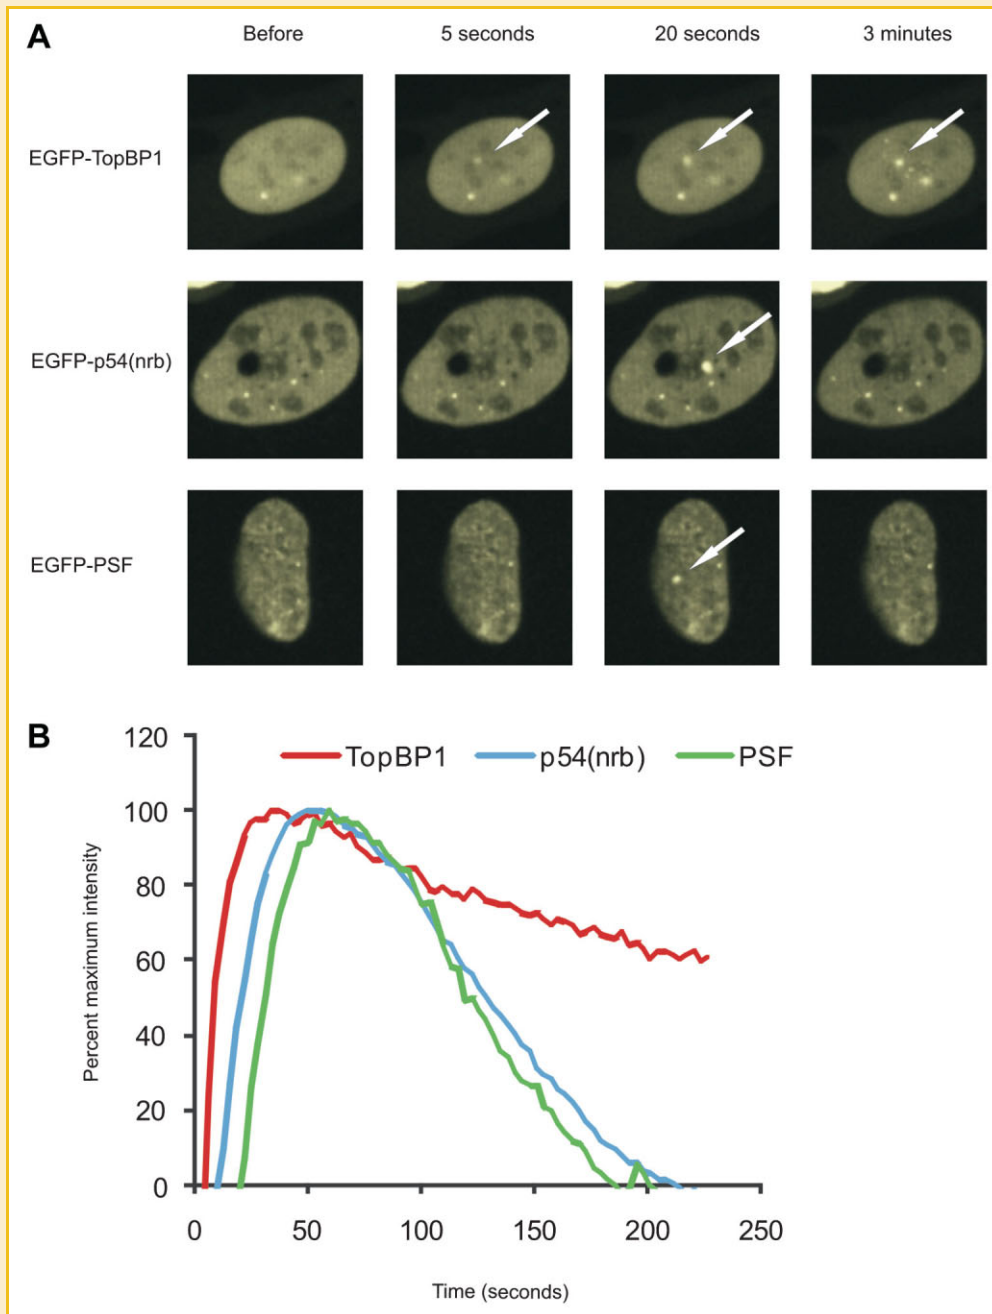 A
Before 5 seconds 20 seconds 3 minutes
EGFP-TopBP1
EGFP-p54(nrb)
EGFP-PSF
B
TopBP1 p54(nrb) PSF
Percent maximum intensity
120
100
80
60
40
20
0
0 50 100 150 200 250
Time (seconds)